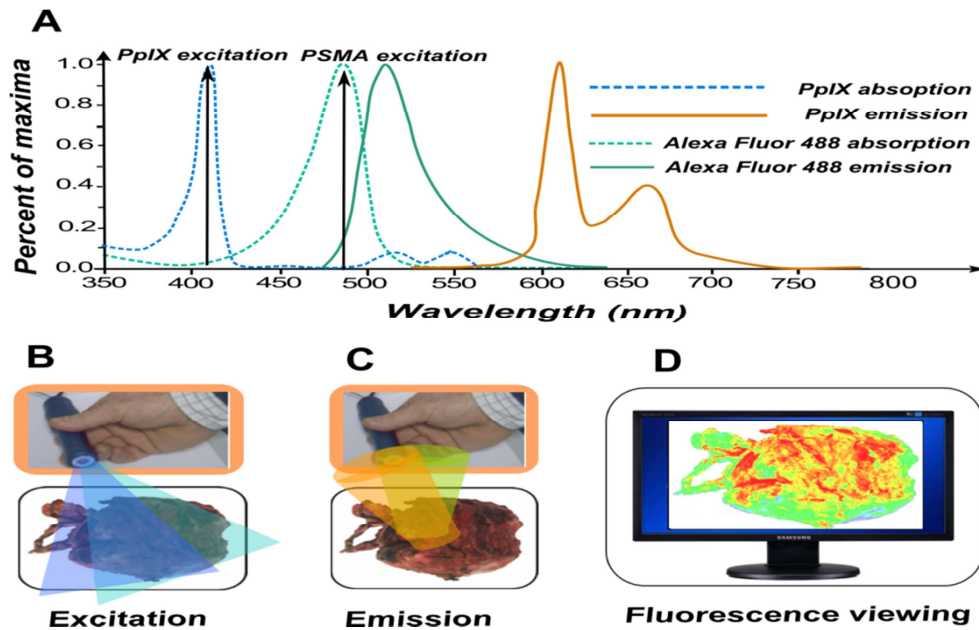 A
PpIX excitation PSMA excitation
Percent of maxima
1.0
0.8
0.6
0.4
0.2
0.0
350 400 450 500 550 600 650 700 750 800
Wavelength (nm)
PpIX absoption
PpIX emission
Alexa Fluor 488 absorption
Alexa Fluor 488 emission
B
Excitation
C
Emission
D
SAMSUNG
Fluorescence viewing